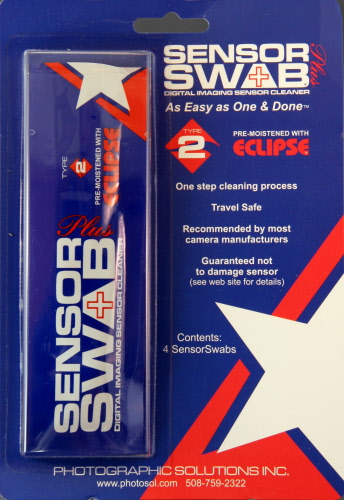 SENSOR
SWAB Plus
DIGITAL IMAGING SENSOR CLEANER
As Easy as One & Done™
TYPE
2
PRE-MOISTENED WITH
ECLIPSE
One step cleaning process
Travel Safe
Recommended by most
camera manufacturers
Guaranteed not
to damage sensor
(see web site for details)
Contents:
4 SensorSwabs
TYPE
2
PRE-MOISTENED WITH
ECLIPSE
SENSOR Plus
SWAB
DIGITAL IMAGING SENSOR CLEANER
PHOTOGRAPHIC SOLUTIONS INC.
www.photosol.com 508-759-2322